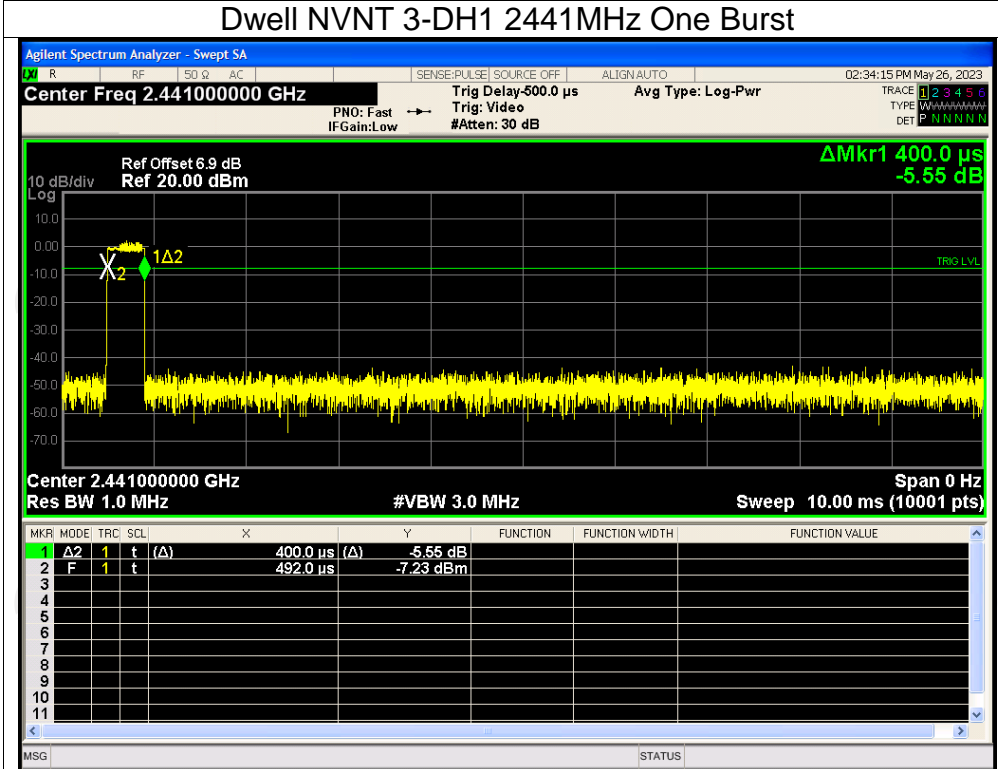 Dwell NVNT 3-DH1 2441MHz One Burst
Agilent Spectrum Analyzer - Swept SA
LXI R RF 50 Ω AC SENSE:PULSE SOURCE OFF ALIGNAUTO 02:34:15 PM May 26, 2023
Center Freq 2.441000000 GHz
PNO: Fast
IFGain:Low
Trig Delay-500.0 µs
Trig: Video
#Atten: 30 dB
Avg Type: Log-Pwr
TRACE 1 2 3 4 5 6
TYPE WWWWWWW
DET P N N N N N
ΔMkr1 400.0 µs
-5.55 dB
Ref Offset 6.9 dB
10 dB/div Ref 20.00 dBm
Log
10.0
0.00
-10.0
-20.0
-30.0
-40.0
-50.0
-60.0
-70.0
X2
1Δ2
TRIG LVL
Center 2.441000000 GHz Span 0 Hz
Res BW 1.0 MHz #VBW 3.0 MHz Sweep 10.00 ms (10001 pts)
MKR MODE TRC SCL X Y FUNCTION FUNCTION WIDTH FUNCTION VALUE
1 Δ2 1 t (Δ) 400.0 µs (Δ) -5.55 dB
2 F 1 t 492.0 µs -7.23 dBm
3
4
5
6
7
8
9
10
11
MSG STATUS